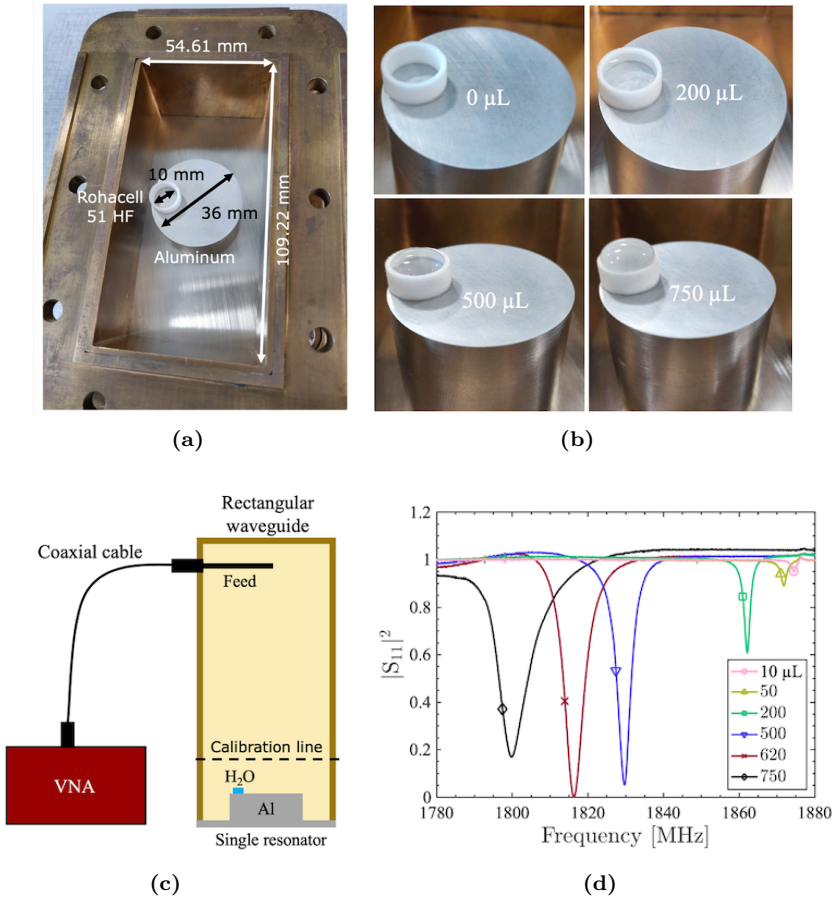 54.61 mm
10 mm
Rohacell
51 HF
36 mm
109.22 mm
Aluminum
(a)
0 µL
200 µL
500 µL
750 µL
(b)
Rectangular
waveguide
Coaxial cable
Feed
Calibration line
H₂O
VNA
Al
Single resonator
(c)
1.2
1
0.8
0.6
0.4
0.2
0
|S₁₁|²
10 µL
50
200
500
620
750
1780 1800 1820 1840 1860 1880
Frequency [MHz]
(d)